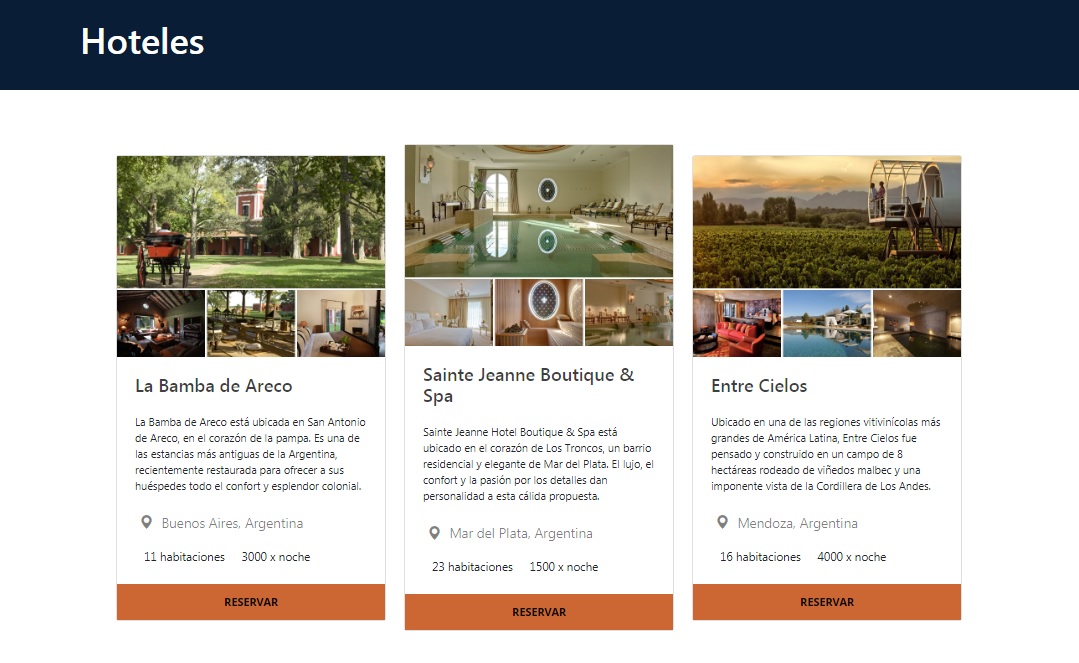 Hoteles
La Bamba de Areco
La Bamba de Areco está ubicada en San Antonio
de Areco, en el corazón de la pampa. Es una de
las estancias más antiguas de la Argentina,
recientemente restaurada para ofrecer a sus
huéspedes todo el confort y esplendor colonial.
Buenos Aires, Argentina
11 habitaciones 3000 x noche
RESERVAR
Sainte Jeanne Boutique &
Spa
Sainte Jeanne Hotel Boutique & Spa está
ubicado en el corazón de Los Troncos, un barrio
residencial y elegante de Mar del Plata. El lujo, el
confort y la pasión por los detalles dan
personalidad a esta cálida propuesta.
Mar del Plata, Argentina
23 habitaciones 1500 x noche
RESERVAR
Entre Cielos
Ubicado en una de las regiones vitivinícolas más
grandes de América Latina, Entre Cielos fue
pensado y construido en un campo de 8
hectáreas rodeado de viñedos malbec y una
imponente vista de la Cordillera de Los Andes.
Mendoza, Argentina
16 habitaciones 4000 x noche
RESERVAR